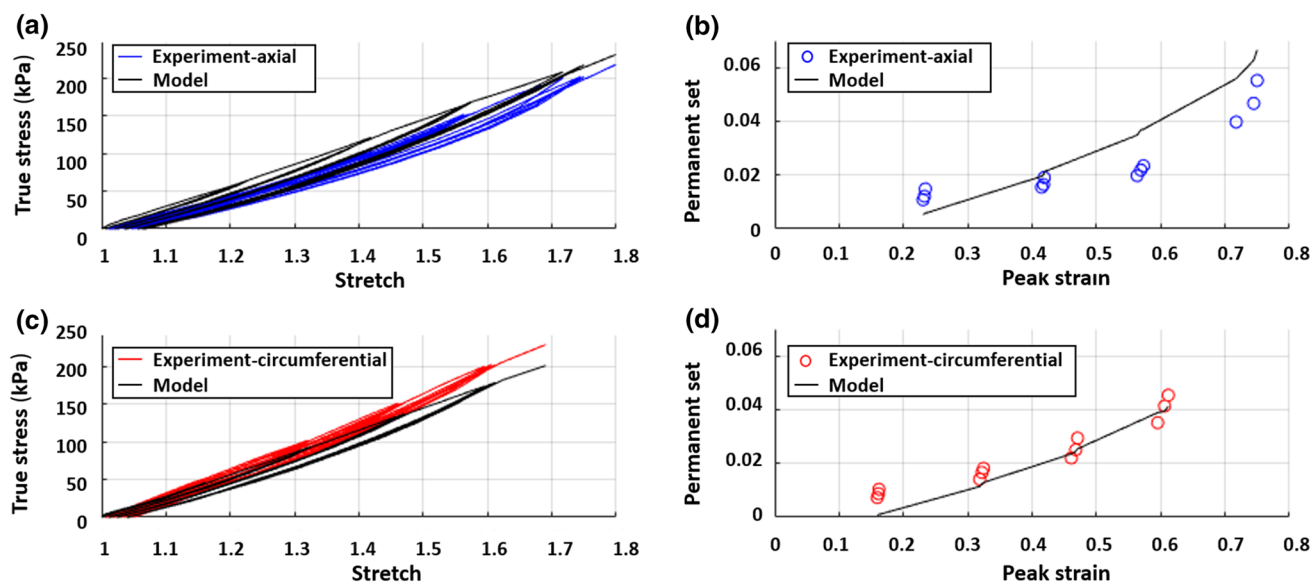 (a)
250
200
150
100
50
0
True stress (kPa)
Experiment-axial
Model
1 1.1 1.2 1.3 1.4 1.5 1.6 1.7 1.8
Stretch
(b)
0.06
0.04
0.02
0
Permanent set
Experiment-axial
Model
0 0.1 0.2 0.3 0.4 0.5 0.6 0.7 0.8
Peak strain
(c)
250
200
150
100
50
0
True stress (kPa)
Experiment-circumferential
Model
1 1.1 1.2 1.3 1.4 1.5 1.6 1.7 1.8
Stretch
(d)
0.06
0.04
0.02
0
Permanent set
Experiment-circumferential
Model
0 0.1 0.2 0.3 0.4 0.5 0.6 0.7 0.8
Peak strain